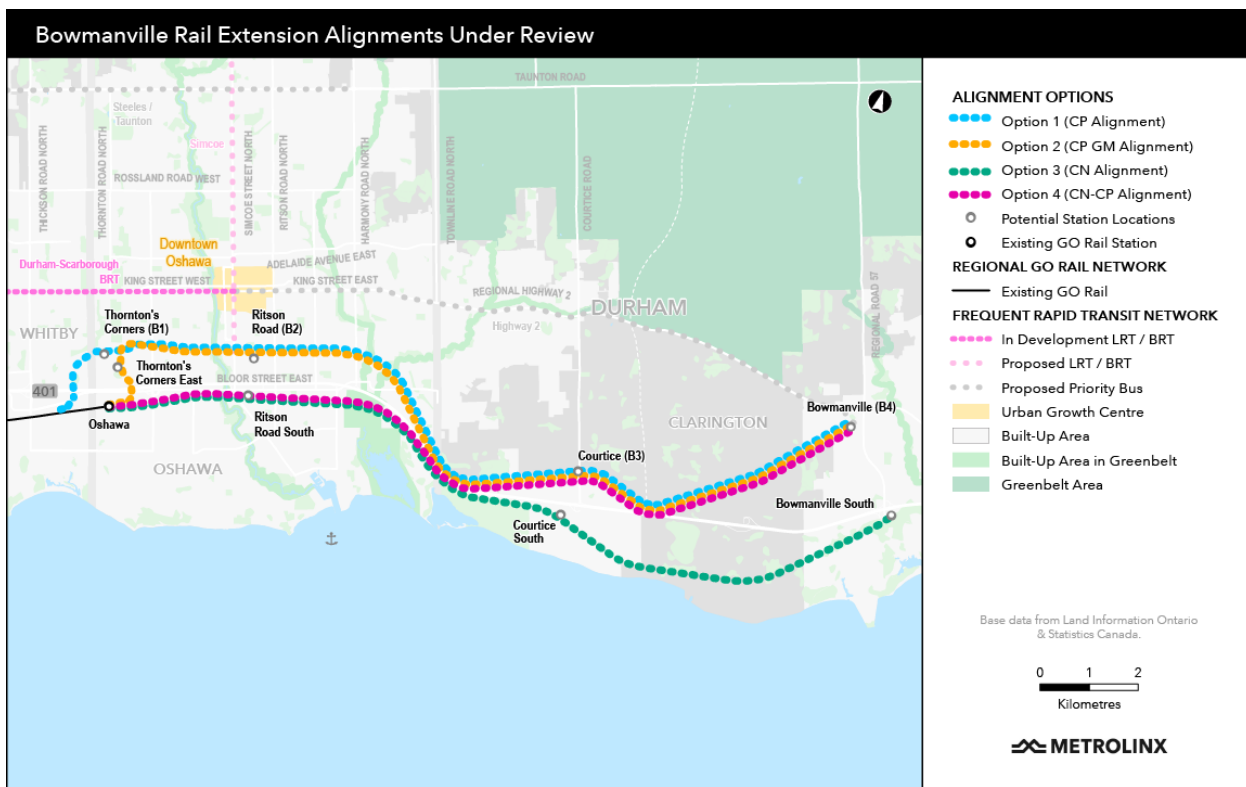 Bowmanville Rail Extension Alignments Under Review
TAUNTON ROAD
Steeles /
Taunton
Simcoe
THICKSON ROAD NORTH
THORNTON ROAD NORTH
SIMCOE STREET NORTH
RITSON ROAD NORTH
HARMONY ROAD NORTH
TOWNLINE ROAD NORTH
COURTICE ROAD
ROSSLAND ROAD WEST
Downtown
Oshawa
ADELAIDE AVENUE EAST
Durham-Scarborough
BRT
KING STREET WEST
KING STREET EAST
REGIONAL HIGHWAY 2
REGIONAL ROAD 57
DURHAM
Highway 2
WHITBY
Thornton's
Corners (B1)
Ritson
Road (B2)
Thornton's
Corners East
BLOOR STREET EAST
401
Oshawa
Ritson
Road South
OSHAWA
CLARINGTON
Bowmanville (B4)
Courtice (B3)
Bowmanville South
Courtice
South
ALIGNMENT OPTIONS
Option 1 (CP Alignment)
Option 2 (CP GM Alignment)
Option 3 (CN Alignment)
Option 4 (CN-CP Alignment)
Potential Station Locations
Existing GO Rail Station
REGIONAL GO RAIL NETWORK
Existing GO Rail
FREQUENT RAPID TRANSIT NETWORK
In Development LRT / BRT
Proposed LRT / BRT
Proposed Priority Bus
Urban Growth Centre
Built-Up Area
Built-Up Area in Greenbelt
Greenbelt Area
Base data from Land Information Ontario
& Statistics Canada.
0 1 2
Kilometres
METROLINX